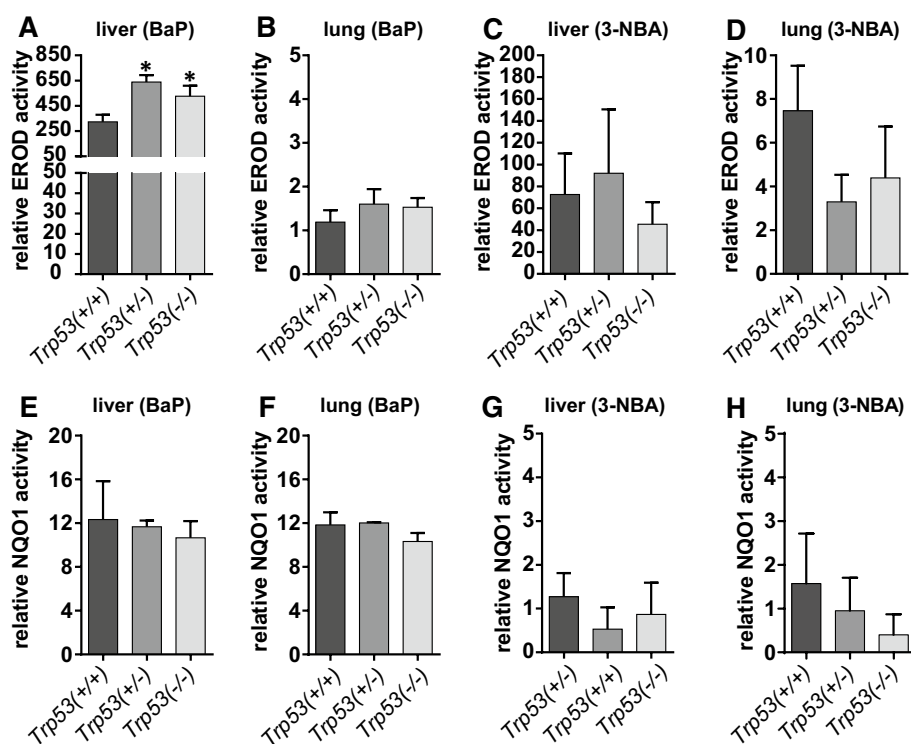 A liver (BaP)
relative EROD activity
850
650
450
250
50
50
40
30
20
10
0
* *
Trp53(+/+) Trp53(+/-) Trp53(-/-)
B lung (BaP)
relative EROD activity
5
4
3
2
1
0
Trp53(+/+) Trp53(+/-) Trp53(-/-)
C liver (3-NBA)
relative EROD activity
200
180
160
140
120
100
80
60
40
20
0
Trp53(+/+) Trp53(+/-) Trp53(-/-)
D lung (3-NBA)
relative EROD activity
10
8
6
4
2
0
Trp53(+/+) Trp53(+/-) Trp53(-/-)
E liver (BaP)
relative NQO1 activity
20
16
12
8
4
0
Trp53(+/+) Trp53(+/-) Trp53(-/-)
F lung (BaP)
relative NQO1 activity
20
16
12
8
4
0
Trp53(+/+) Trp53(+/-) Trp53(-/-)
G liver (3-NBA)
relative NQO1 activity
5
4
3
2
1
0
Trp53(+/-) Trp53(+/+) Trp53(-/-)
H lung (3-NBA)
relative NQO1 activity
5
4
3
2
1
0
Trp53(+/+) Trp53(+/-) Trp53(-/-)